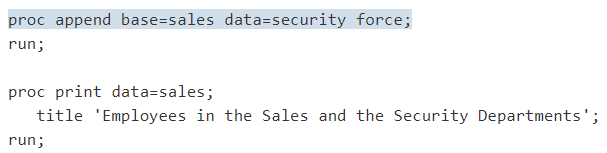 proc append base=sales data=security force;
run;

proc print data=sales;
   title 'Employees in the Sales and the Security Departments';
run;